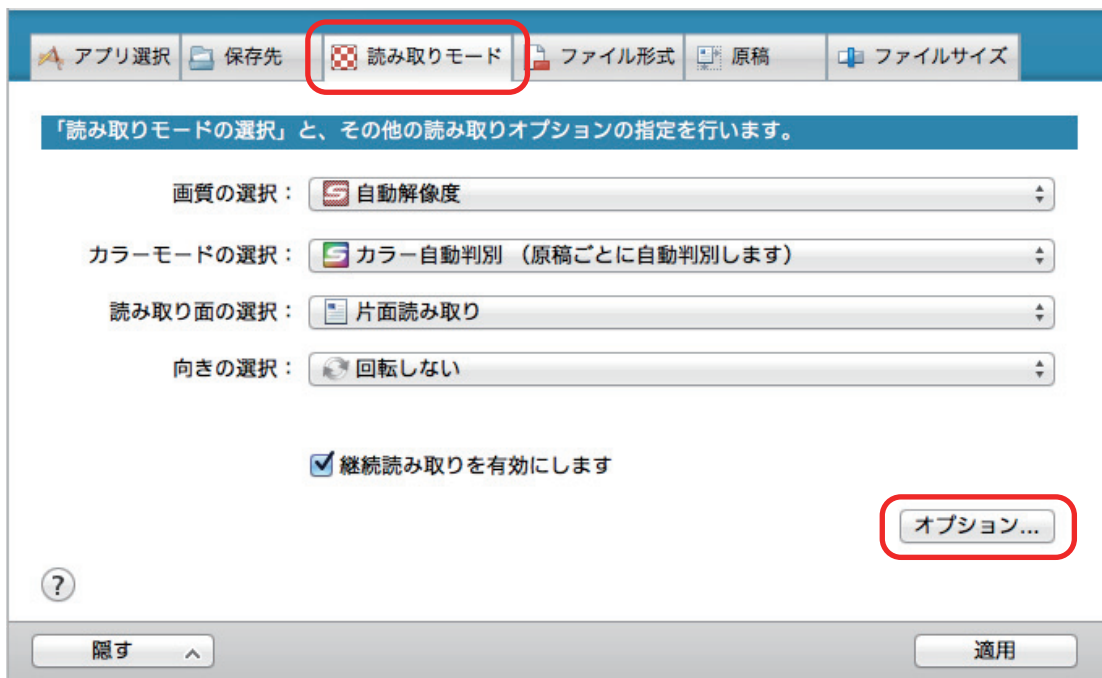 アプリ選択 保存先 読み取りモード ファイル形式 原稿 ファイルサイズ
「読み取りモードの選択」と、その他の読み取りオプションの指定を行います。
画質の選択： 自動解像度
カラーモードの選択： カラー自動判別 （原稿ごとに自動判別します）
読み取り面の選択： 片面読み取り
向きの選択： 回転しない
継続読み取りを有効にします
オプション...
?
隠す 適用